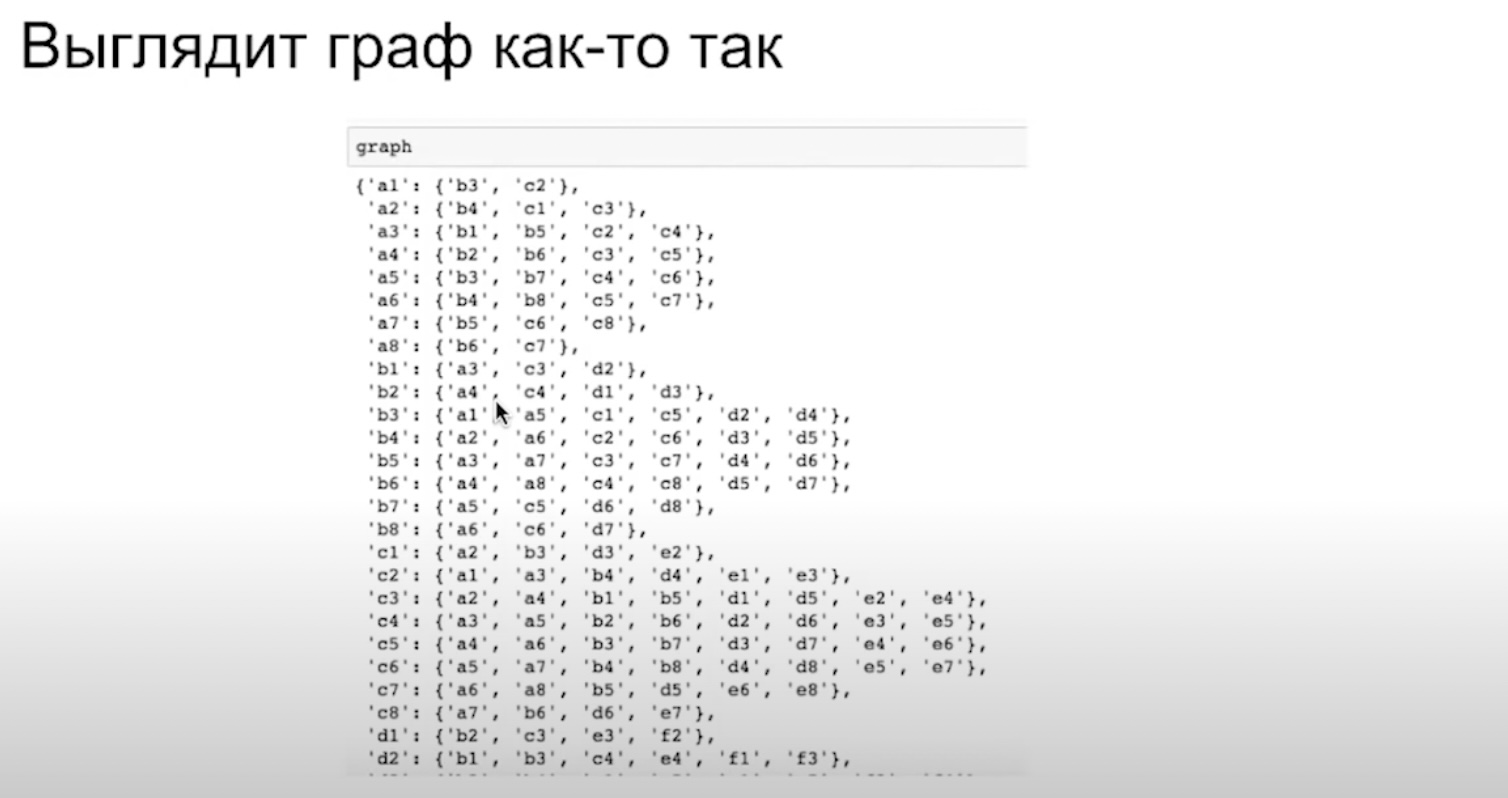 Выглядит граф как-то так
graph
{'a1': {'b3', 'c2'},
'a2': {'b4', 'c1', 'c3'},
'a3': {'b1', 'b5', 'c2', 'c4'},
'a4': {'b2', 'b6', 'c3', 'c5'},
'a5': {'b3', 'b7', 'c4', 'c6'},
'a6': {'b4', 'b8', 'c5', 'c7'},
'a7': {'b5', 'c6', 'c8'},
'a8': {'b6', 'c7'},
'b1': {'a3', 'c3', 'd2'},
'b2': {'a4', 'c4', 'd1', 'd3'},
'b3': {'a1', 'a5', 'c1', 'c5', 'd2', 'd4'},
'b4': {'a2', 'a6', 'c2', 'c6', 'd3', 'd5'},
'b5': {'a3', 'a7', 'c3', 'c7', 'd4', 'd6'},
'b6': {'a4', 'a8', 'c4', 'c8', 'd5', 'd7'},
'b7': {'a5', 'c5', 'd6', 'd8'},
'b8': {'a6', 'c6', 'd7'},
'c1': {'a2', 'b3', 'd3', 'e2'},
'c2': {'a1', 'a3', 'b4', 'd4', 'e1', 'e3'},
'c3': {'a2', 'a4', 'b1', 'b5', 'd1', 'd5', 'e2', 'e4'},
'c4': {'a3', 'a5', 'b2', 'b6', 'd2', 'd6', 'e3', 'e5'},
'c5': {'a4', 'a6', 'b3', 'b7', 'd3', 'd7', 'e4', 'e6'},
'c6': {'a5', 'a7', 'b4', 'b8', 'd4', 'd8', 'e5', 'e7'},
'c7': {'a6', 'a8', 'b5', 'd5', 'e6', 'e8'},
'c8': {'a7', 'b6', 'd6', 'e7'},
'd1': {'b2', 'c3', 'e3', 'f2'},
'd2': {'b1', 'b3', 'c4', 'e4', 'f1', 'f3'},